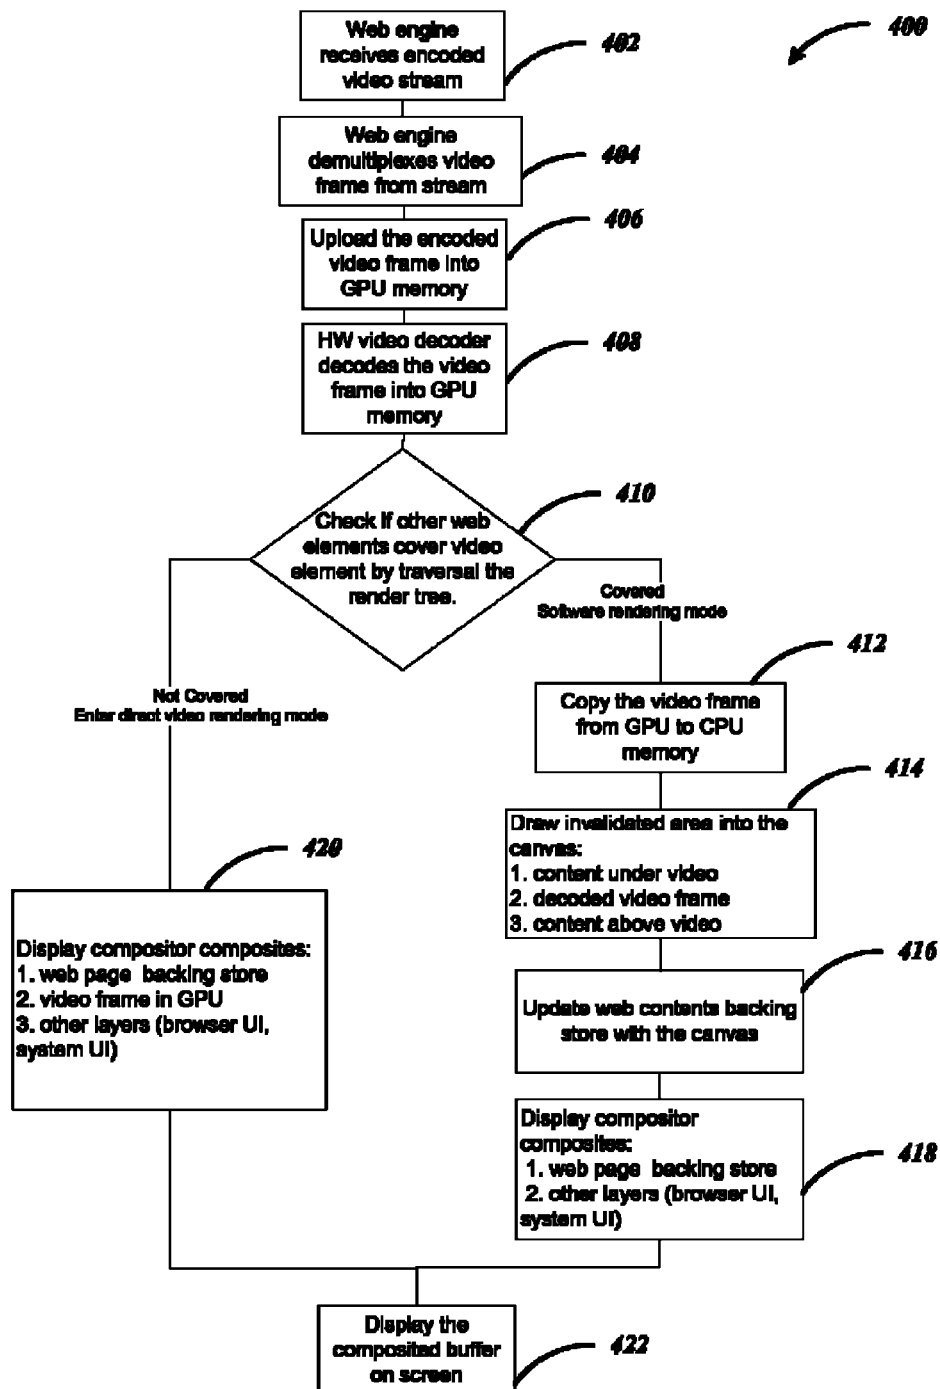 400
Web engine
receives encoded
video stream
402
Web engine
demultiplexes video
frame from stream
404
Upload the encoded
video frame into
GPU memory
406
HW video decoder
decodes the video
frame into GPU
memory
408
Check if other web
elements cover video
element by traversal the
render tree.
410
Covered
Software rendering mode
Not Covered
Enter direct video rendering mode
Copy the video frame
from GPU to CPU
memory
412
Draw invalidated area into the
canvas:
1. content under video
2. decoded video frame
3. content above video
414
Display compositor composites:
1. web page backing store
2. video frame in GPU
3. other layers (browser UI,
system UI)
420
Update web contents backing
store with the canvas
416
Display compositor
composites:
1. web page backing store
2. other layers (browser UI,
system UI)
418
Display the
composited buffer
on screen
422